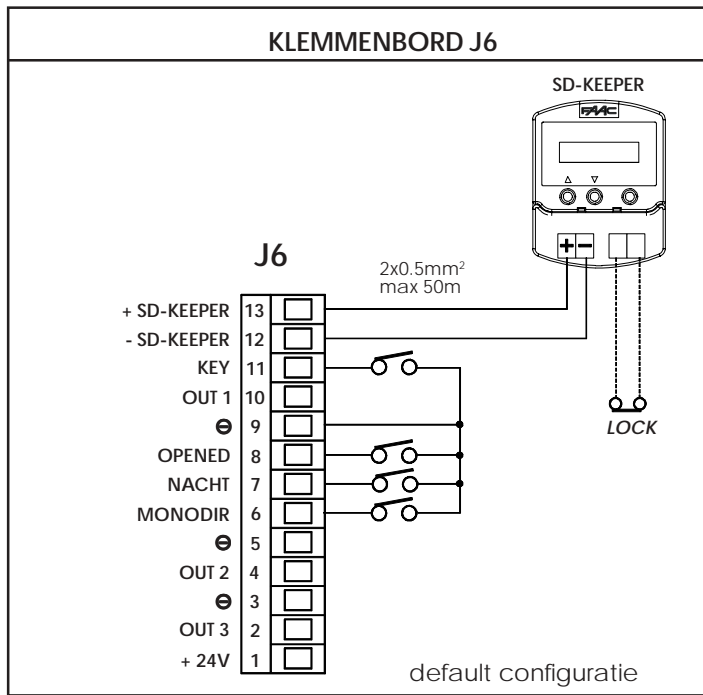 KLEMMENBORD J6
SD-KEEPER
FAAC
+ −
J6
2x0.5mm²
max 50m
+ SD-KEEPER 13
- SD-KEEPER 12
KEY 11
OUT 1 10
⊖ 9
OPENED 8
NACHT 7
MONODIR 6
⊖ 5
OUT 2 4
⊖ 3
OUT 3 2
+ 24V 1
LOCK
default configuratie